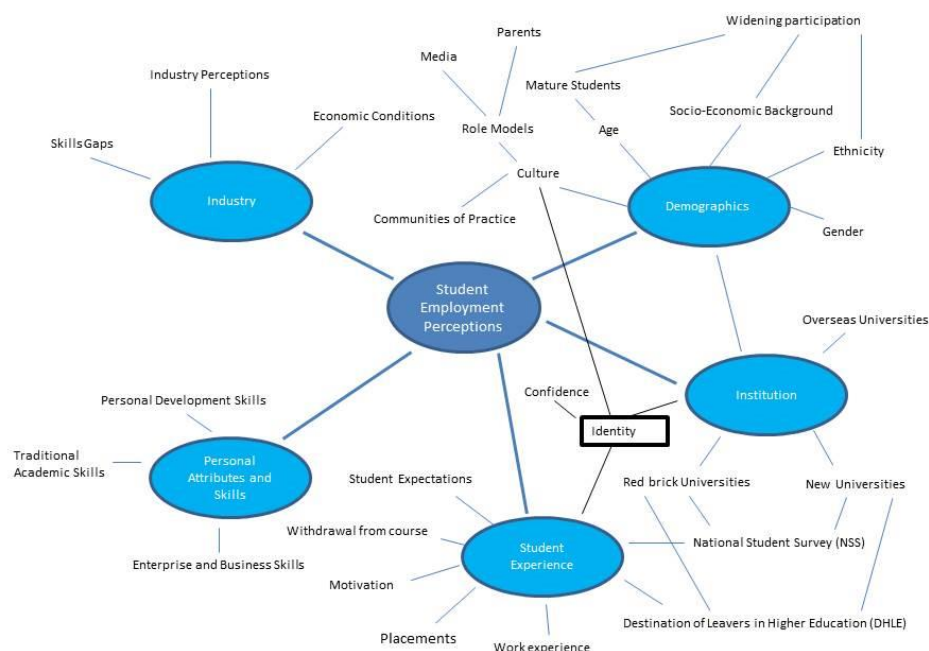 Widening participation
Parents
Media
Industry Perceptions
Mature Students
Economic Conditions
Socio-Economic Background
Role Models
Age
Skills Gaps
Ethnicity
Culture
Industry
Demographics
Communities of Practice
Gender
Student
Employment
Perceptions
Overseas Universities
Confidence
Institution
Personal Development Skills
Identity
Traditional
Academic Skills
Personal
Attributes and
Skills
Student Expectations
Red brick Universities
New Universities
Withdrawal from course
National Student Survey (NSS)
Student
Experience
Enterprise and Business Skills
Motivation
Destination of Leavers in Higher Education (DHLE)
Placements
Work experience